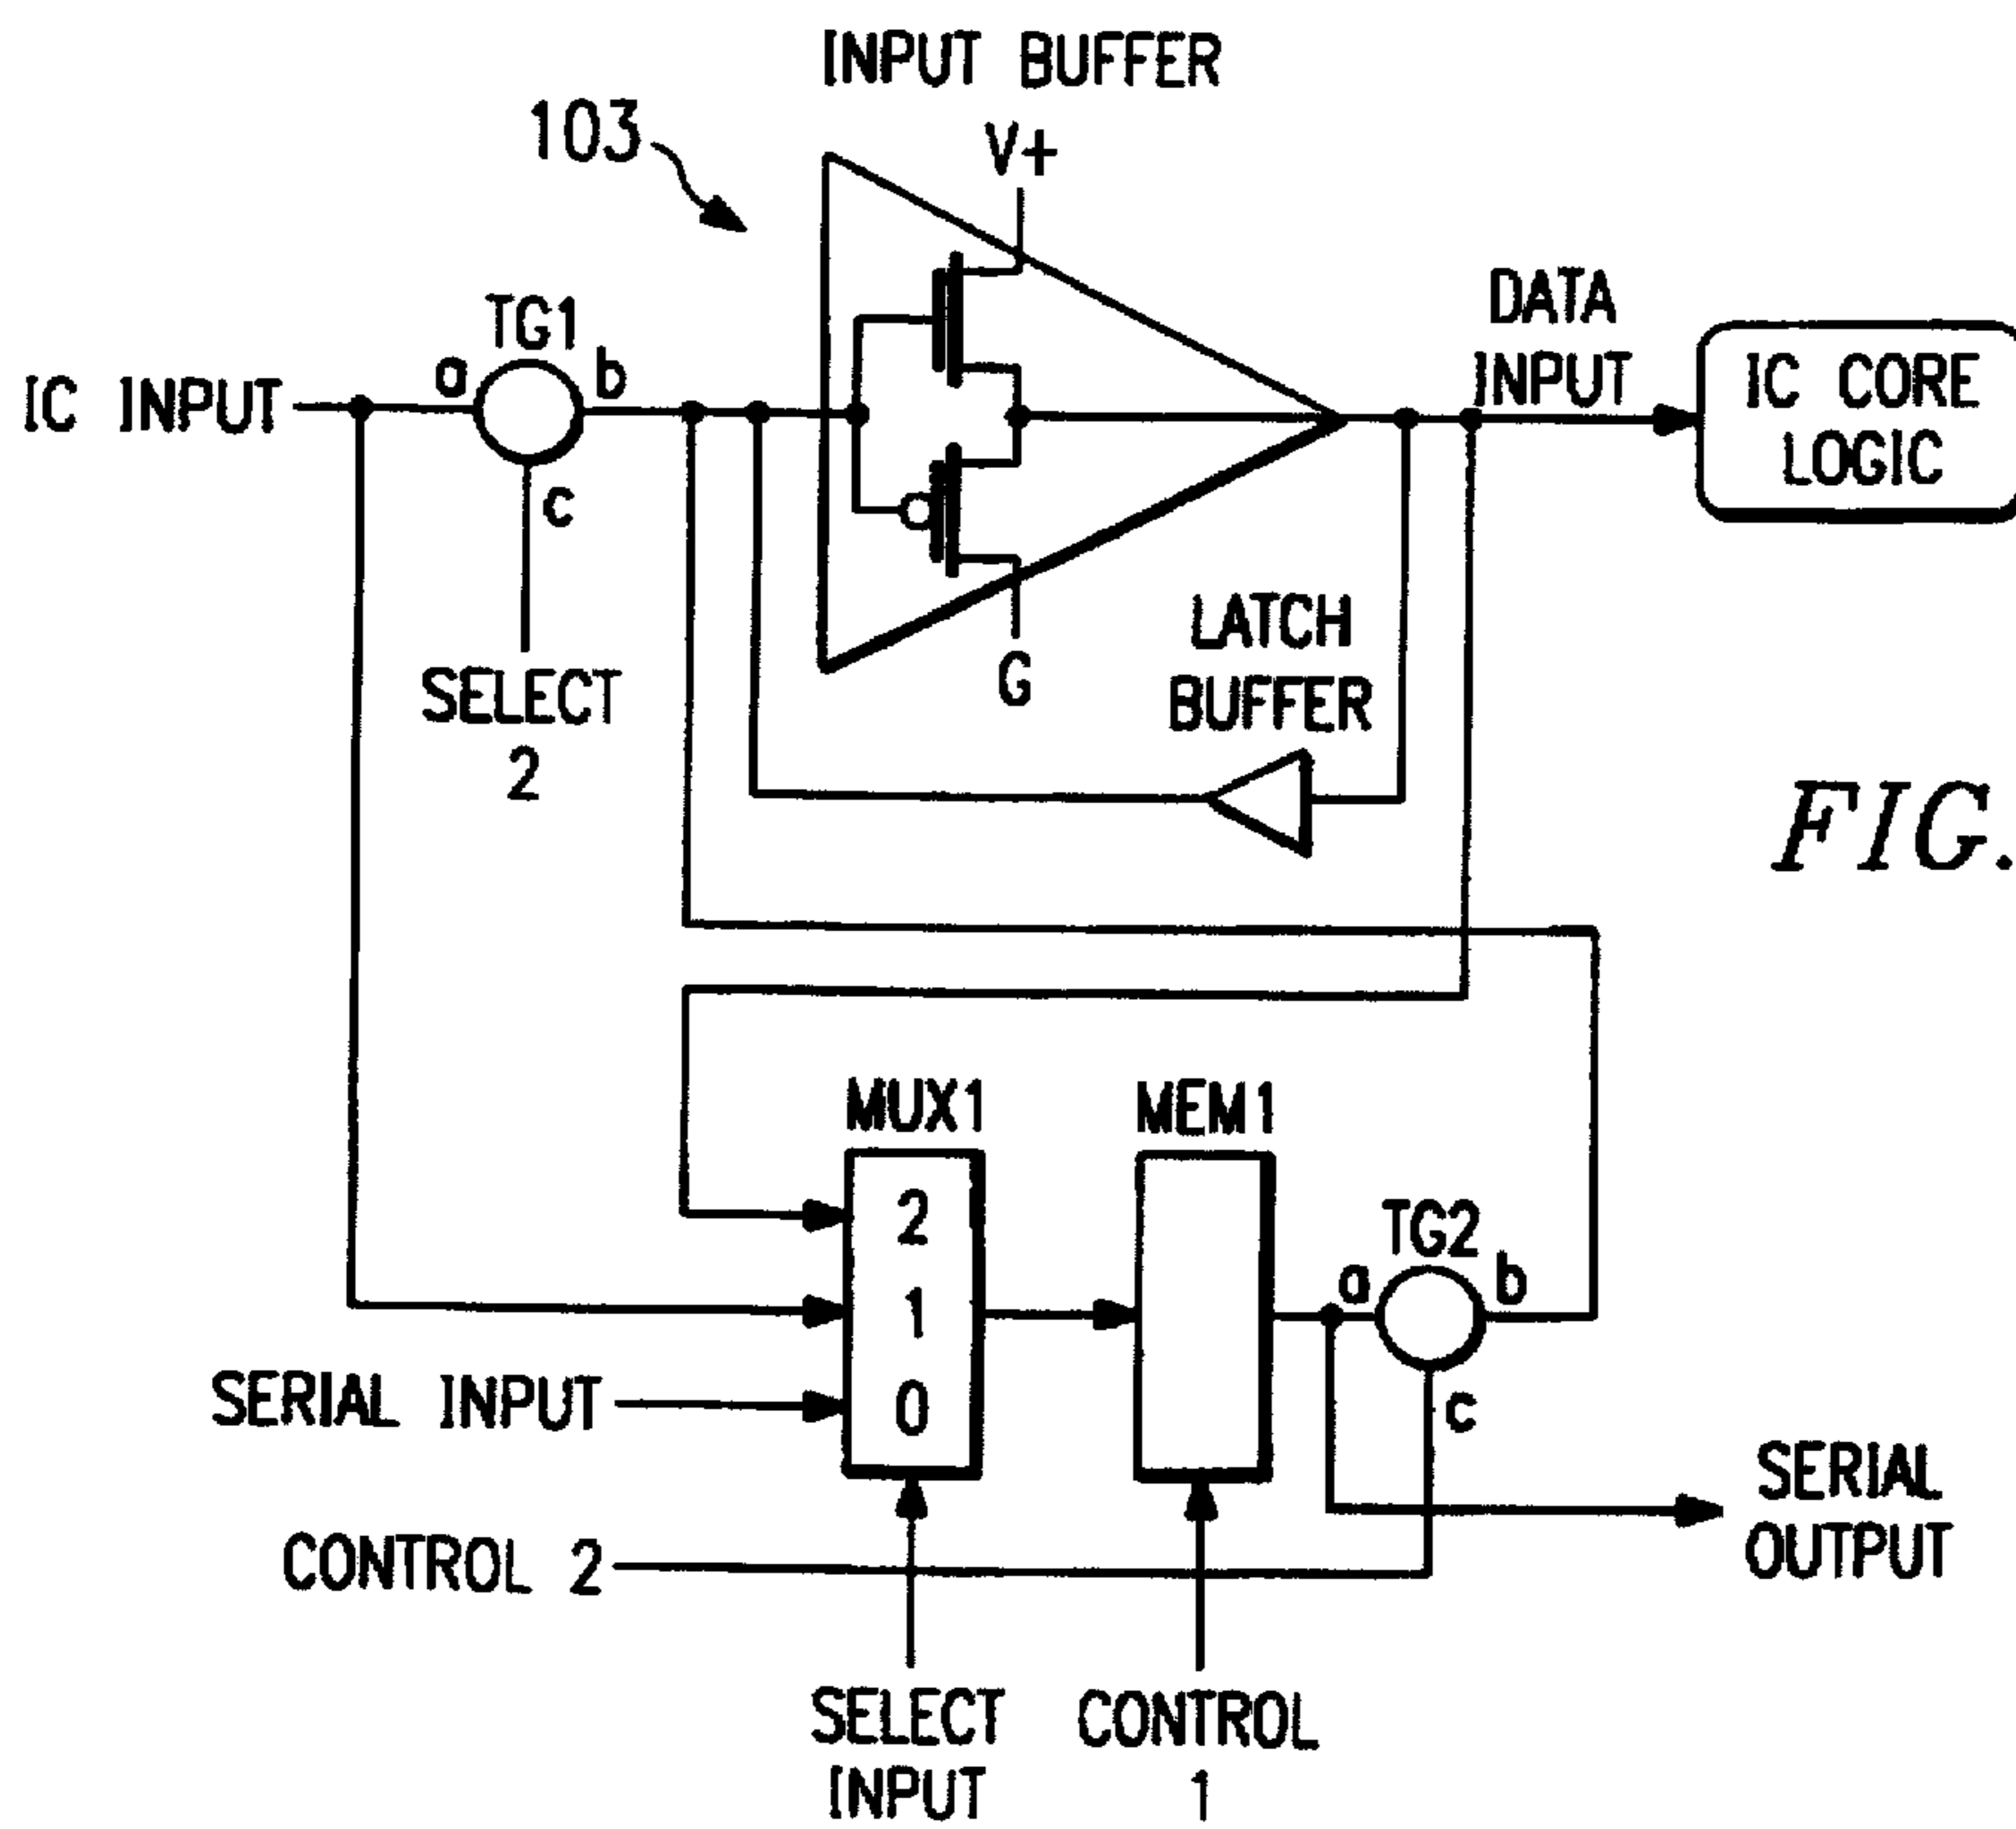 INPUT BUFFER
103
V+
TG1
a
b
c
IC INPUT
SELECT
2
DATA
INPUT
IC CORE
LOGIC
G
LATCH
BUFFER
FIG.
MUX1
2
1
0
MEM1
TG2
a
b
c
SERIAL INPUT
SERIAL
OUTPUT
CONTROL 2
SELECT
INPUT
CONTROL
1